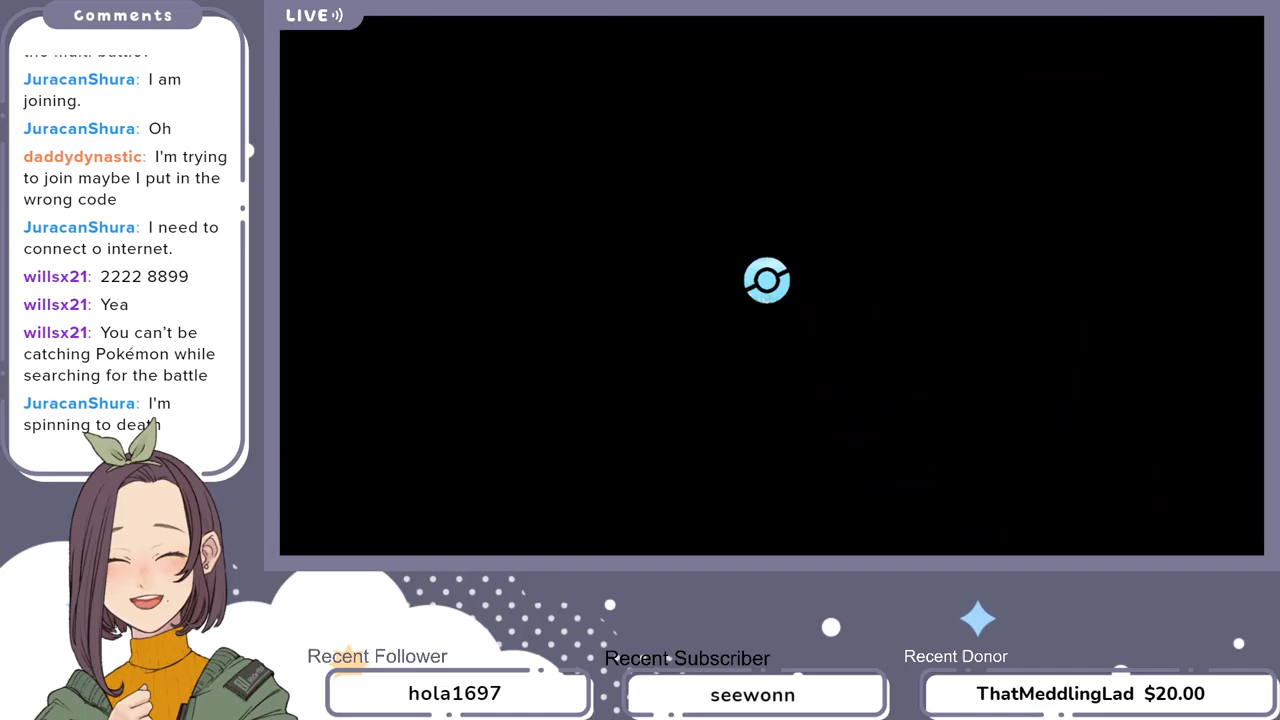 Comments
LIVE
JuracanShura: I am
joining.
JuracanShura: Oh
daddydynastic: I'm trying
to join maybe I put in the
wrong code
JuracanShura: I need to
connect o internet.
willsx21: 2222 8899
willsx21: Yea
willsx21: You can't be
catching Pokémon while
searching for the battle
JuracanShura: I'm
spinning to death
Recent Follower
hola1697
Recent Subscriber
seewonn
Recent Donor
ThatMeddlingLad $20.00